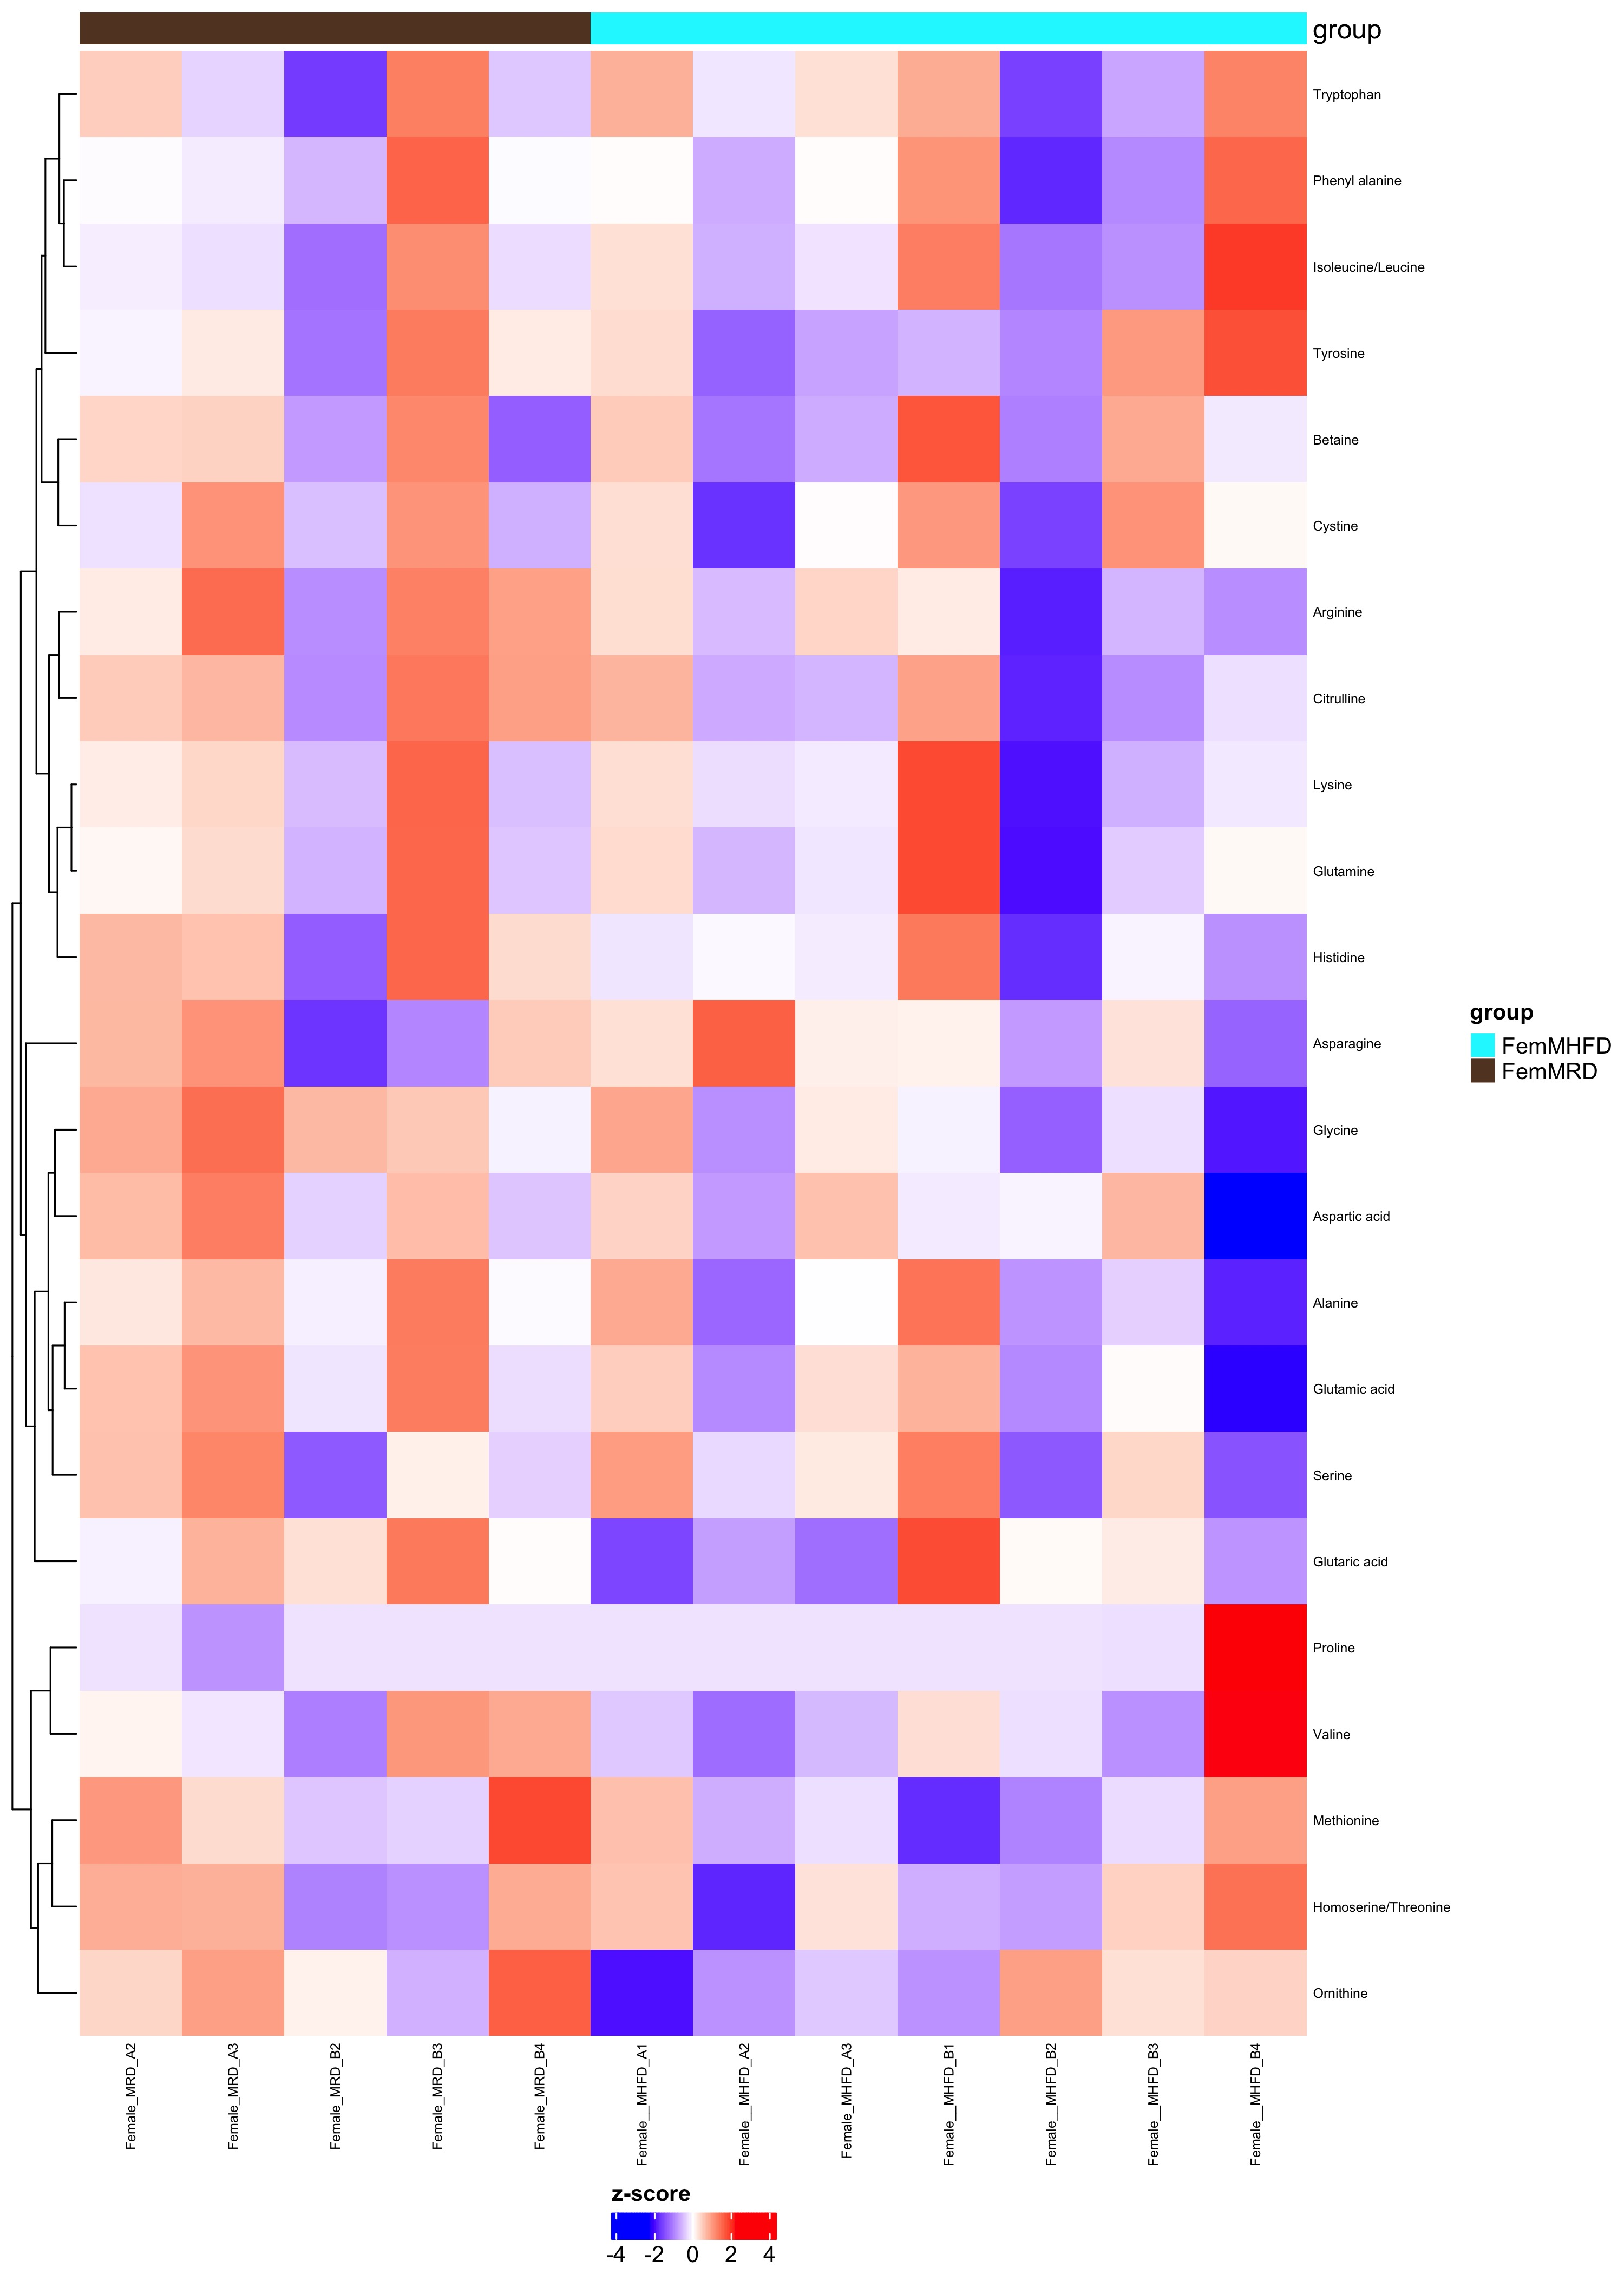 group
Tryptophan
Phenyl alanine
Isoleucine/Leucine
Tyrosine
Betaine
Cystine
Arginine
Citrulline
Lysine
Glutamine
Histidine
Asparagine
Glycine
Aspartic acid
Alanine
Glutamic acid
Serine
Glutaric acid
Proline
Valine
Methionine
Homoserine/Threonine
Ornithine
group
FemMHFD
FemMRD
Female_MRD_A2
Female_MRD_A3
Female_MRD_B2
Female_MRD_B3
Female_MRD_B4
Female__MHFD_A1
Female__MHFD_A2
Female_MHFD_A3
Female__MHFD_B1
Female__MHFD_B2
Female__MHFD_B3
Female__MHFD_B4
z-score
-4 -2 0 2 4